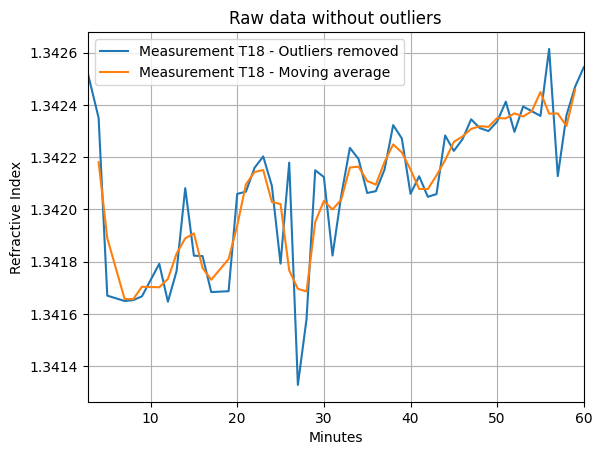 Raw data without outliers
Measurement T18 - Outliers removed
Measurement T18 - Moving average
Refractive Index
1.3426
1.3424
1.3422
1.3420
1.3418
1.3416
1.3414
10 20 30 40 50 60
Minutes